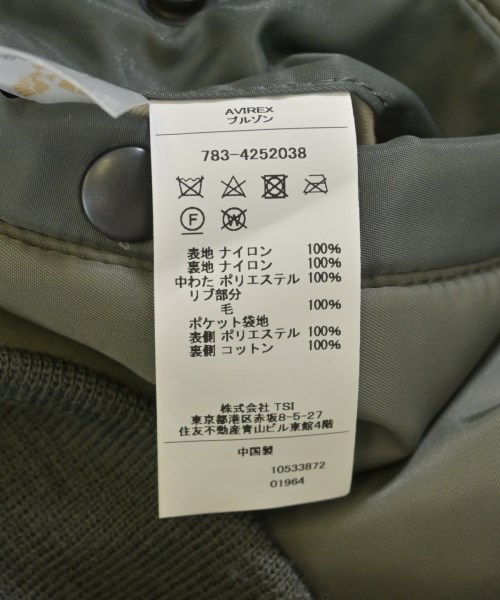 AVIREX
ブルゾン
783-4252038
F W
表地 ナイロン 100%
裏地 ナイロン 100%
中わた ポリエステル 100%
リブ部分
毛 100%
ポケット袋地
表側 ポリエステル 100%
裏側 コットン 100%
株式会社 TSI
東京都港区赤坂8-5-27
住友不動産青山ビル東館4階
中国製
10533872
01964